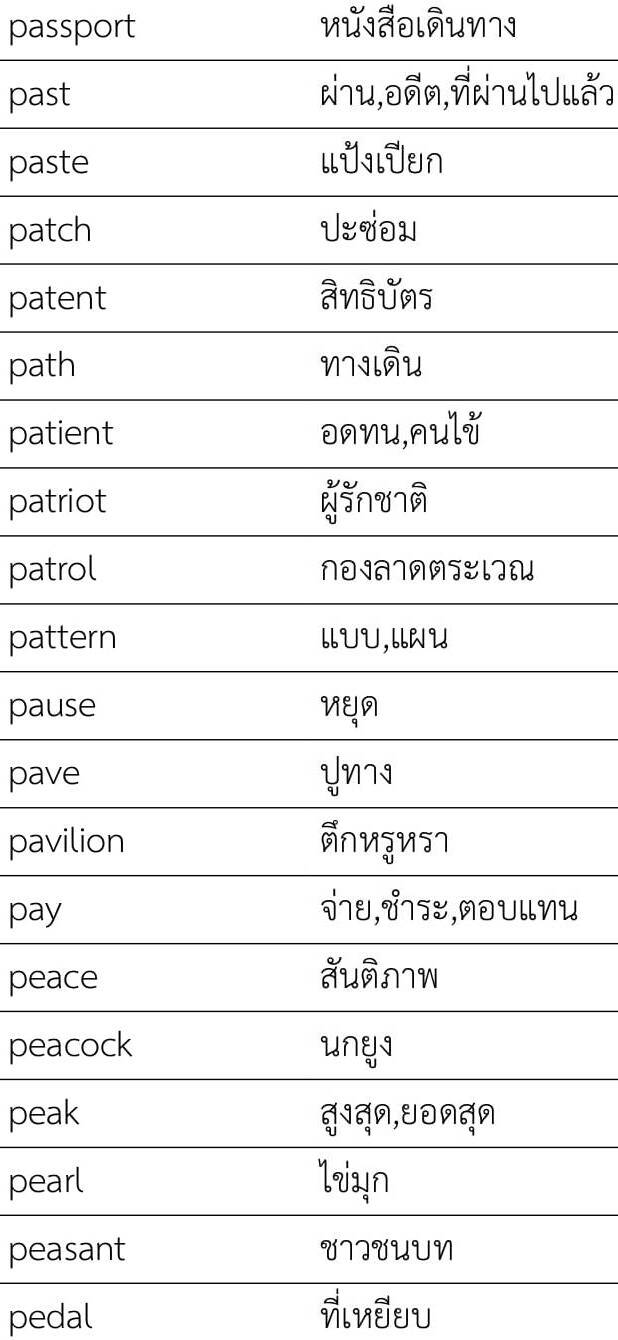 passport หนังสือเดินทาง
past ผ่าน,อดีต,ที่ผ่านไปแล้ว
paste แป้งเปียก
patch ปะซ่อม
patent สิทธิบัตร
path ทางเดิน
patient อดทน,คนไข้
patriot ผู้รักชาติ
patrol กองลาดตระเวณ
pattern แบบ,แผน
pause หยุด
pave ปูทาง
pavilion ตึกหรูหรา
pay จ่าย,ชำระ,ตอบแทน
peace สันติภาพ
peacock นกยูง
peak สูงสุด,ยอดสุด
pearl ไข่มุก
peasant ชาวชนบท
pedal ที่เหยียบ